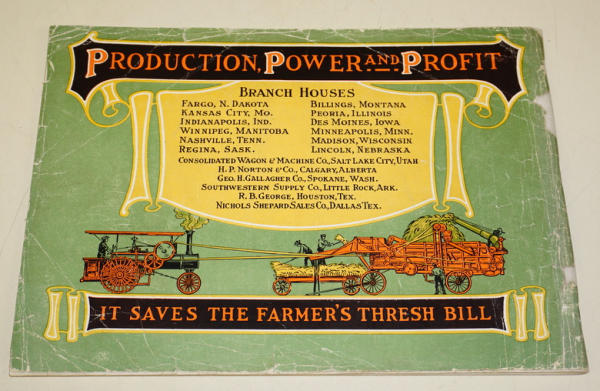 PRODUCTION, POWER AND PROFIT
BRANCH HOUSES
FARGO, N. DAKOTA
KANSAS CITY, MO.
INDIANAPOLIS, IND.
WINNIPEG, MANITOBA
NASHVILLE, TENN.
REGINA, SASK.
BILLINGS, MONTANA
PEORIA, ILLINOIS
DES MOINES, IOWA
MINNEAPOLIS, MINN.
MADISON, WISCONSIN
LINCOLN, NEBRASKA
CONSOLIDATED WAGON & MACHINE CO., SALT LAKE CITY, UTAH
H. P. NORTON & CO., CALGARY, ALBERTA
GEO. H. GALLAGHER CO., SPOKANE, WASH.
SOUTHWESTERN SUPPLY CO., LITTLE ROCK, ARK.
R. B. GEORGE, HOUSTON, TEX.
NICHOLS SHEPARD SALES CO., DALLAS TEX.
IT SAVES THE FARMER'S THRESH BILL